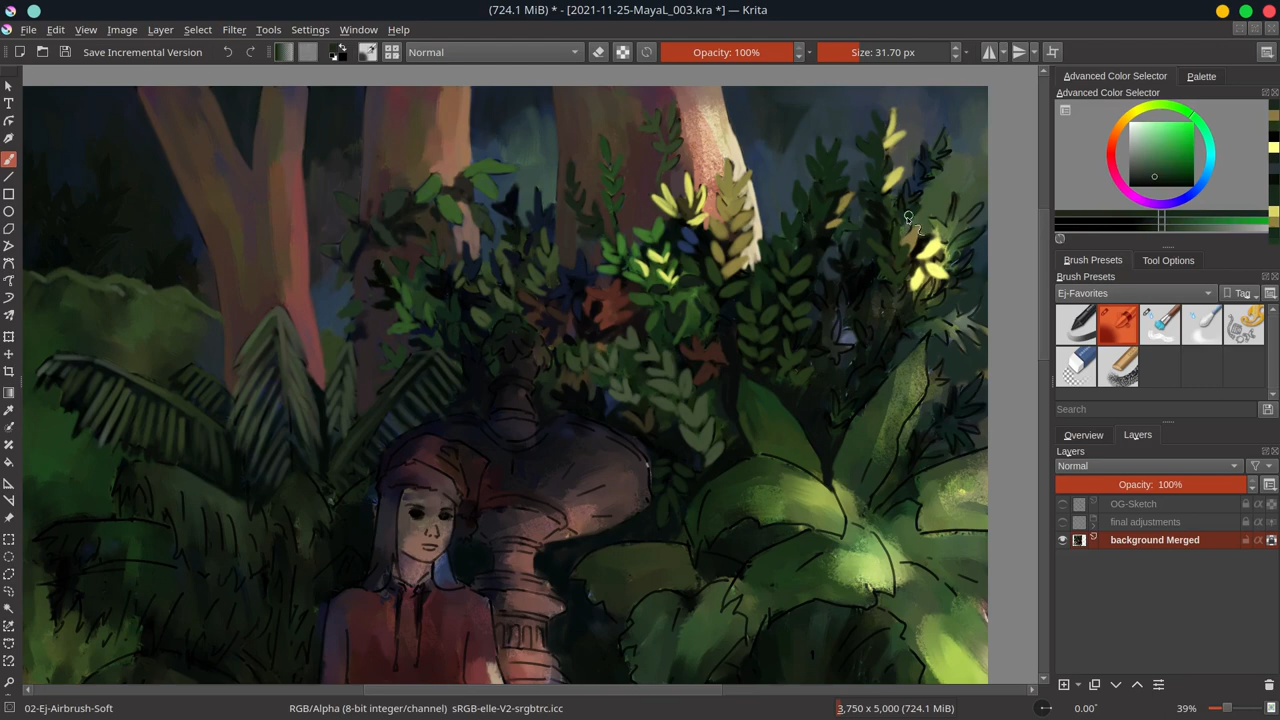 (724.1 MiB) * - [2021-11-25-MayaL_003.kra *] — Krita
File Edit View Image Layer Select Filter Tools Settings Window Help
Save Incremental Version Normal Opacity: 100% Size: 31.70 px
Advanced Color Selector Palette
Advanced Color Selector
Brush Presets Tool Options
Brush Presets
Ej-Favorites Tag
Search
Overview Layers
Layers
Normal
Opacity: 100%
OG-Sketch
final adjustments
background Merged
02-Ej-Airbrush-Soft RGB/Alpha (8-bit integer/channel) sRGB-elle-V2-srgbtrc.icc 3,750 x 5,000 (724.1 MiB) 0.00° 39%